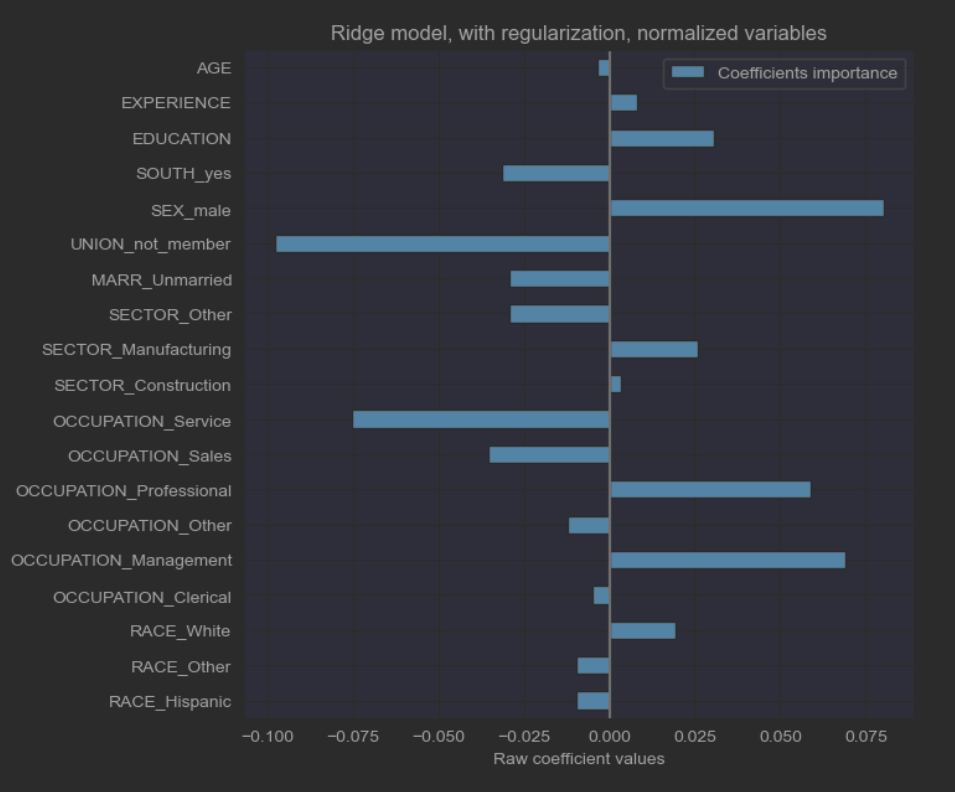 Ridge model, with regularization, normalized variables
Coefficients importance
AGE
EXPERIENCE
EDUCATION
SOUTH_yes
SEX_male
UNION_not_member
MARR_Unmarried
SECTOR_Other
SECTOR_Manufacturing
SECTOR_Construction
OCCUPATION_Service
OCCUPATION_Sales
OCCUPATION_Professional
OCCUPATION_Other
OCCUPATION_Management
OCCUPATION_Clerical
RACE_White
RACE_Other
RACE_Hispanic
−0.100 −0.075 −0.050 −0.025 0.000 0.025 0.050 0.075
Raw coefficient values